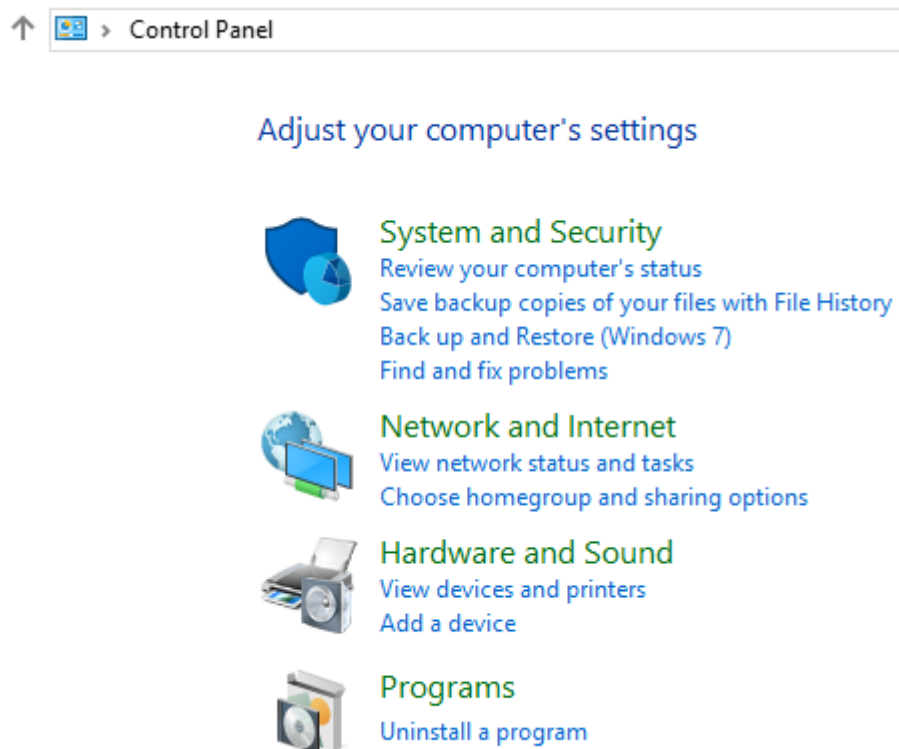 Control Panel
Adjust your computer's settings
System and Security
Review your computer's status
Save backup copies of your files with File History
Back up and Restore (Windows 7)
Find and fix problems
Network and Internet
View network status and tasks
Choose homegroup and sharing options
Hardware and Sound
View devices and printers
Add a device
Programs
Uninstall a program